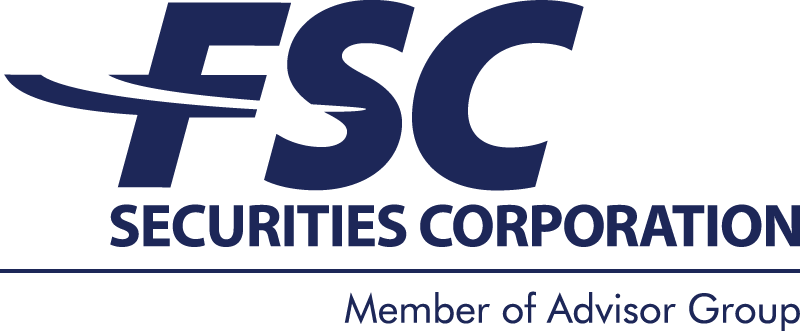 FSC
SECURITIES CORPORATION
Member of Advisor Group